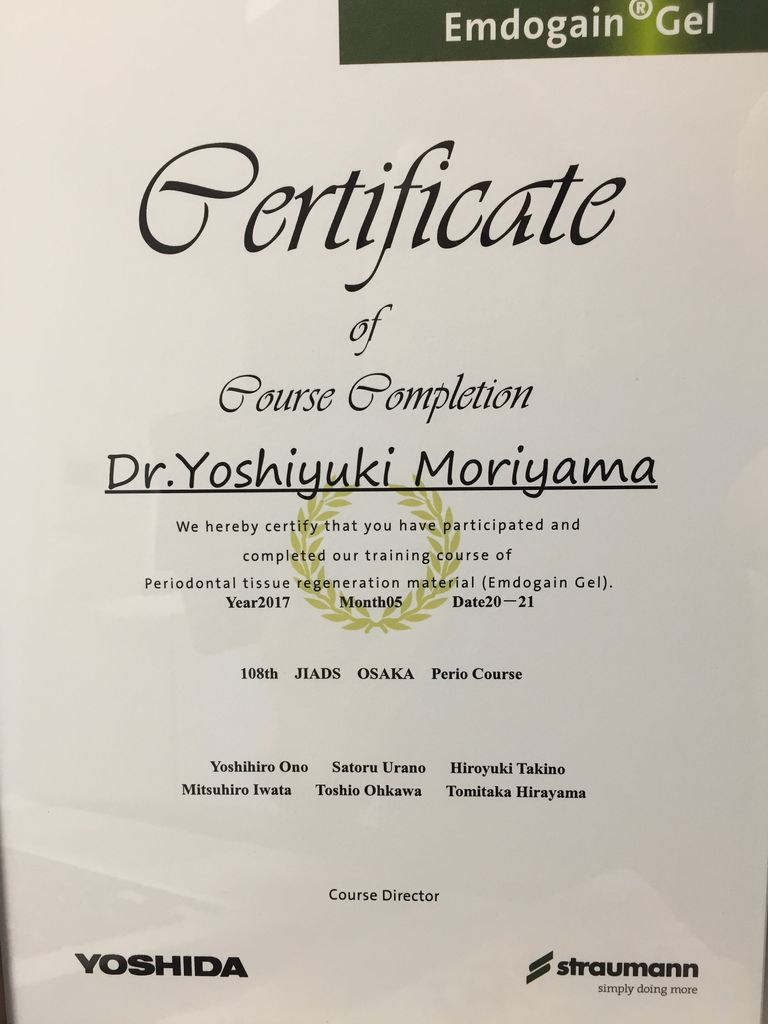 Emdogain® Gel
Certificate
of
Course Completion
Dr.Yoshiyuki Moriyama
We hereby certify that you have participated and
completed our training course of
Periodontal tissue regeneration material (Emdogain Gel).
Year2017 Month05 Date20－21
108th JIADS OSAKA Perio Course
Yoshihiro Ono Satoru Urano Hiroyuki Takino
Mitsuhiro Iwata Toshio Ohkawa Tomitaka Hirayama
Course Director
YOSHIDA
straumann
simply doing more